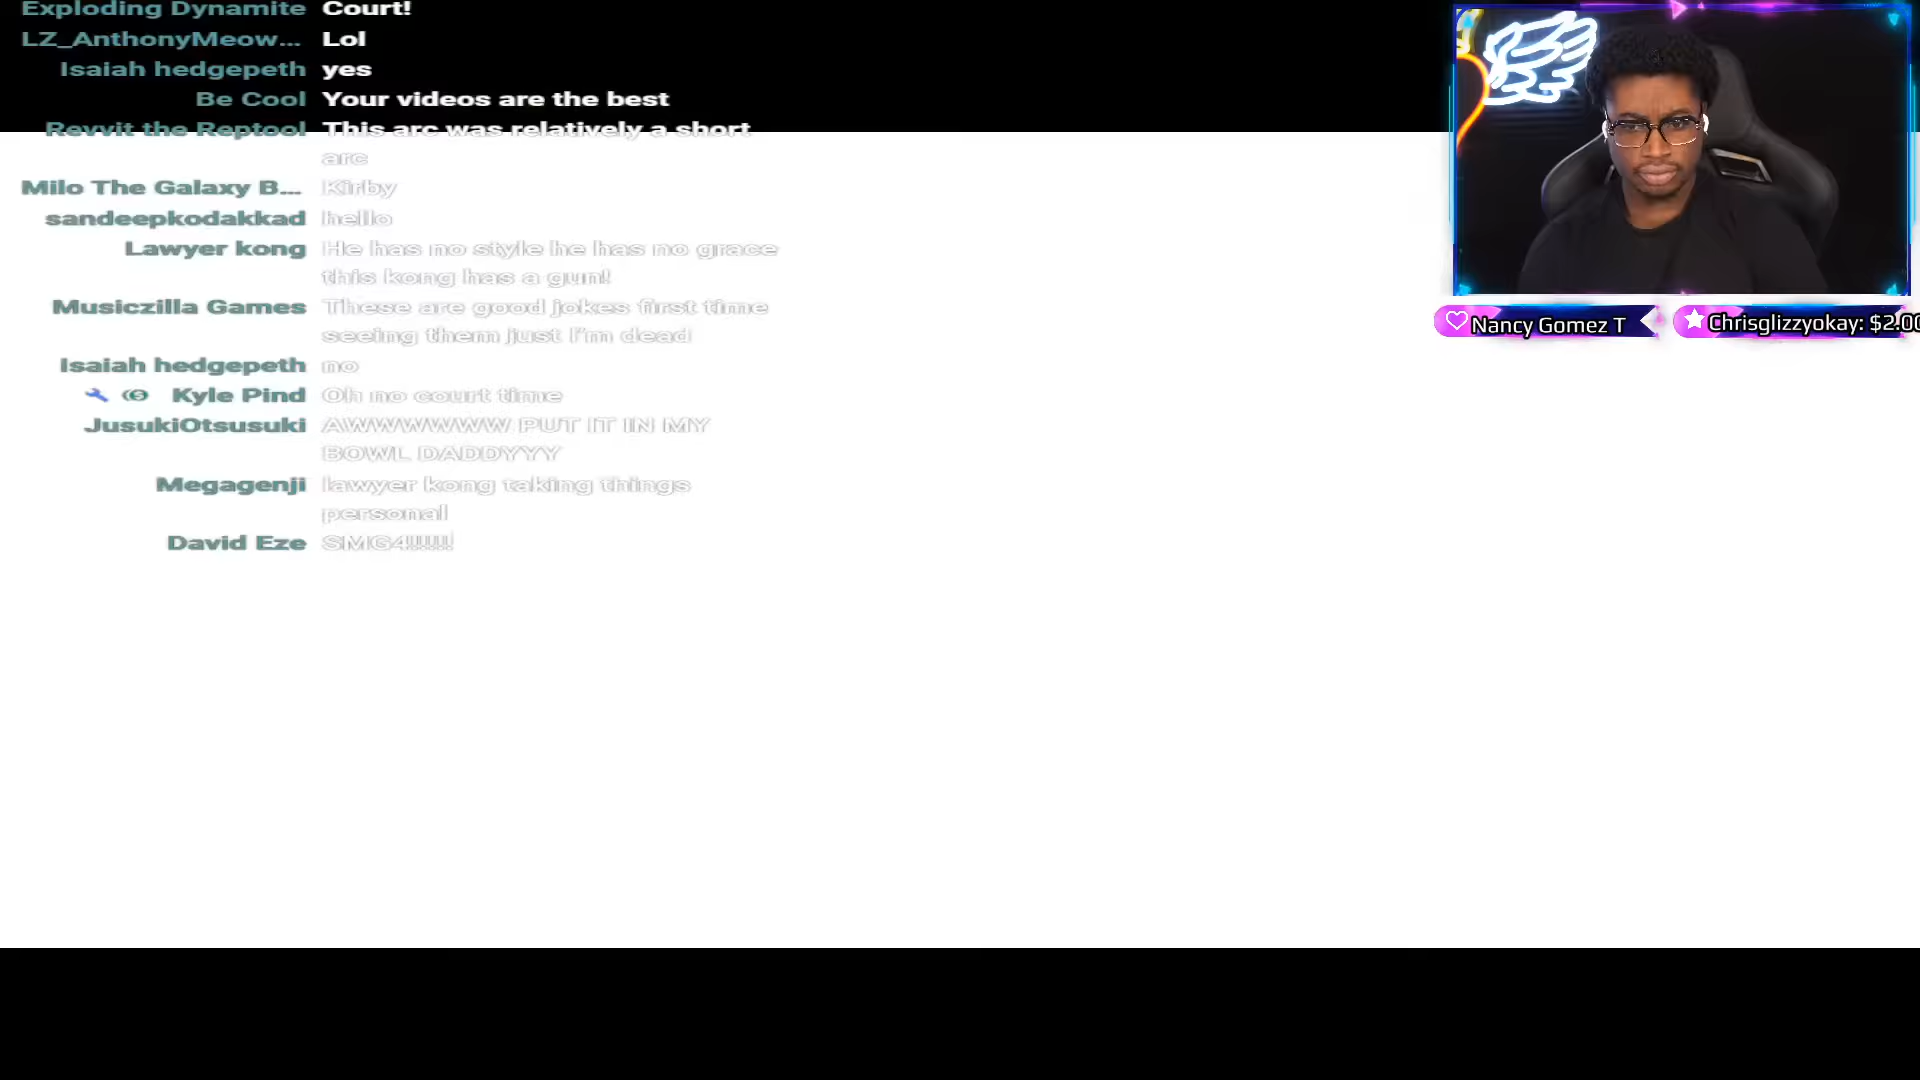 Exploding Dynamite Court!
LZ_AnthonyMeow... Lol
Isaiah hedgepeth yes
Be Cool Your videos are the best
Revvit the Reptool This arc was relatively a short
arc
Milo The Galaxy B... Kirby
sandeepkodakkad hello
Lawyer kong He has no style he has no grace
this kong has a gun!
Musiczilla Games These are good jokes first time
seeing them just I'm dead
Isaiah hedgepeth no
Kyle Pind Oh no court time
JusukiOtsusuki AWWWWWWW PUT IT IN MY
BOWL DADDYYY
Megagenji lawyer kong taking things
personal
David Eze SMG4!!!!!!
Nancy Gomez T
Chrisglizzyokay: $2.00